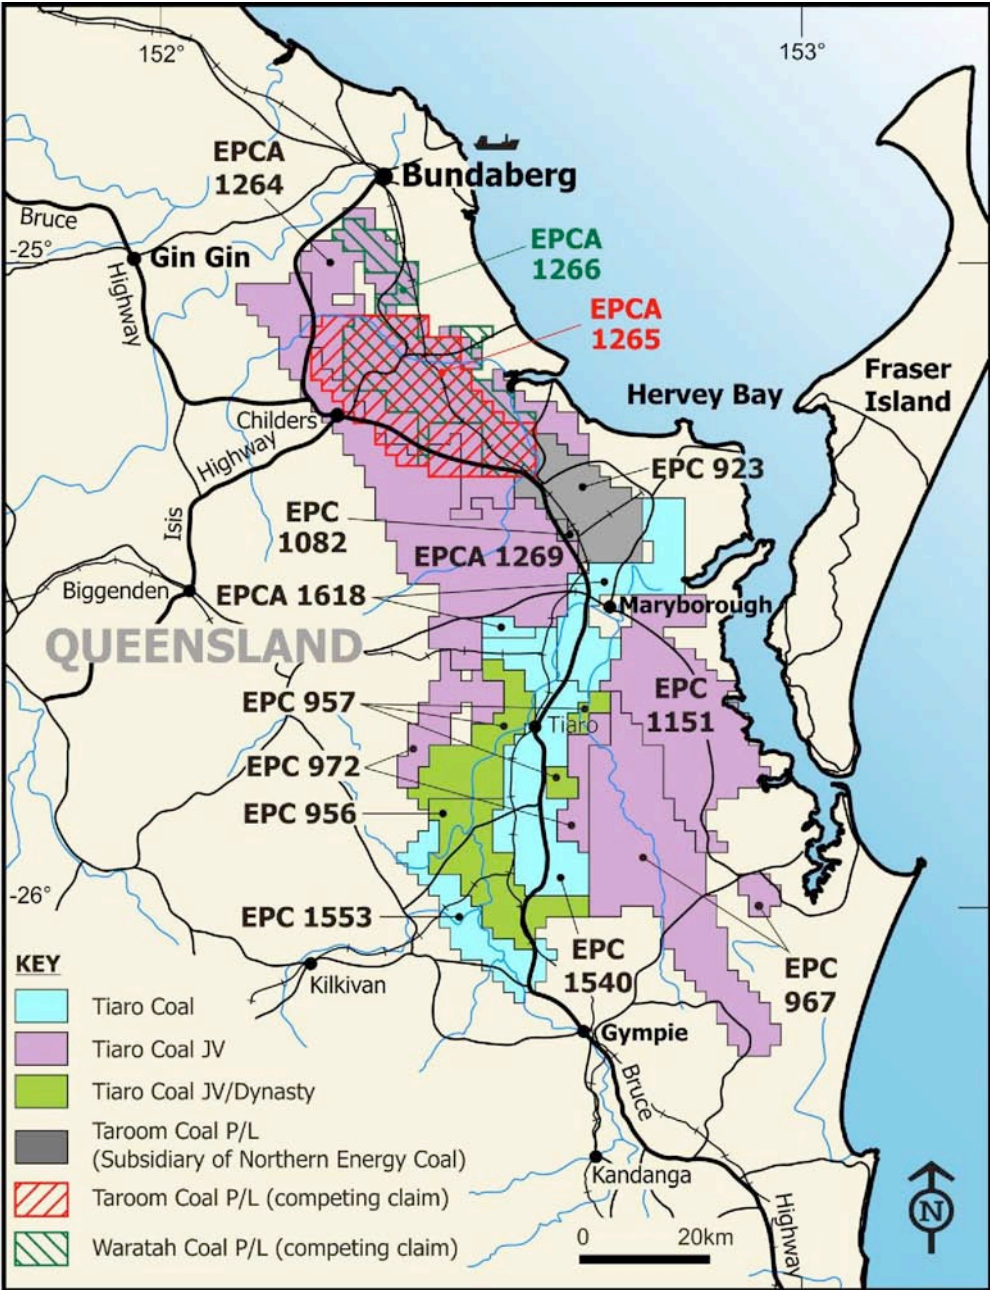 152°
153°
EPCA
1264
Bundaberg
Bruce
-25°
Gin Gin
EPCA
1266
Highway
EPCA
1265
Fraser
Island
Hervey Bay
Childers
Highway
EPC 923
Isis
EPC
1082
EPCA 1269
Biggenden
EPCA 1618
Maryborough
QUEENSLAND
EPC 957
EPC
1151
Tiaro
EPC 972
EPC 956
-26°
EPC 1553
EPC
1540
EPC
967
KEY
Kilkivan
Tiaro Coal
Gympie
Tiaro Coal JV
Bruce
Tiaro Coal JV/Dynasty
Taroom Coal P/L
(Subsidiary of Northern Energy Coal)
Kandanga
Taroom Coal P/L (competing claim)
Highway
N
Waratah Coal P/L (competing claim)
0 20km